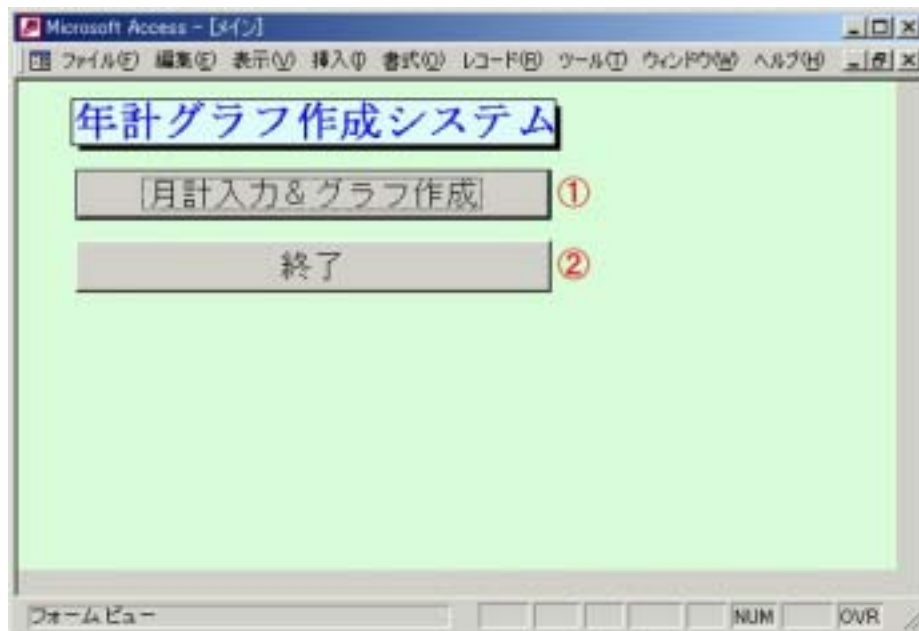 Microsoft Access - [メイン]
ファイル(F) 編集(E) 表示(V) 挿入(I) 書式(O) レコード(R) ツール(T) ウィンドウ(W) ヘルプ(H)
年計グラフ作成システム
月計入力&グラフ作成 ①
終了 ②
フォーム ビュー NUM OVR